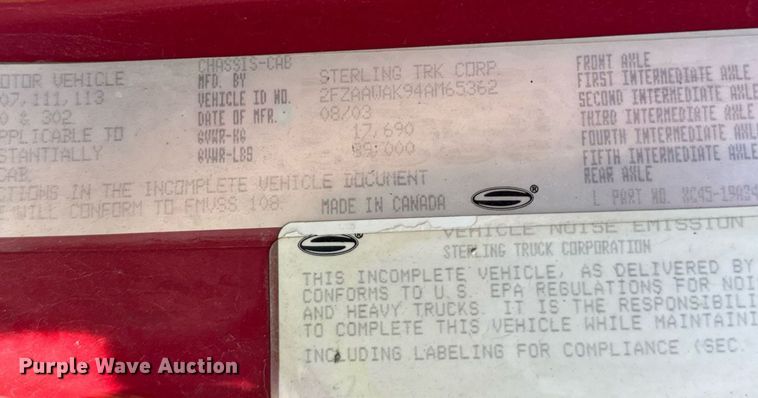 OTOR VEHICLE
07,111,113
0 & 302
PPLICABLE TO
STANTIALLY
CAB.
CTIONS IN THE INCOMPLETE VEHICLE DOCUMENT
E WILL CONFORM TO FMVSS 108
CHASSIS-CAB
MFD. BY STERLING TRK CORP.
VEHICLE ID NO. 2FZAAWAK94AM65362
DATE OF MFR. 08/03
GVWR-KG 17,690
GVWR-LBS 39,000
MADE IN CANADA ®
FRONT AXLE
FIRST INTERMEDIATE AXLE
SECOND INTERMEDIATE AXLE
THIRD INTERMEDIATE AXLE
FOURTH INTERMEDIATE AXLE
FIFTH INTERMEDIATE AXLE
REAR AXLE
L PART NO. XC45-19A94
®
VEHICLE NOISE EMISSION
STERLING TRUCK CORPORATION
THIS INCOMPLETE VEHICLE, AS DELIVERED BY
CONFORMS TO U.S. EPA REGULATIONS FOR NOI
AND HEAVY TRUCKS. IT IS THE RESPONSIBILI
TO COMPLETE THIS VEHICLE WHILE MAINTAINI
INCLUDING LABELING FOR COMPLIANCE (SEC.
Purple Wave Auction